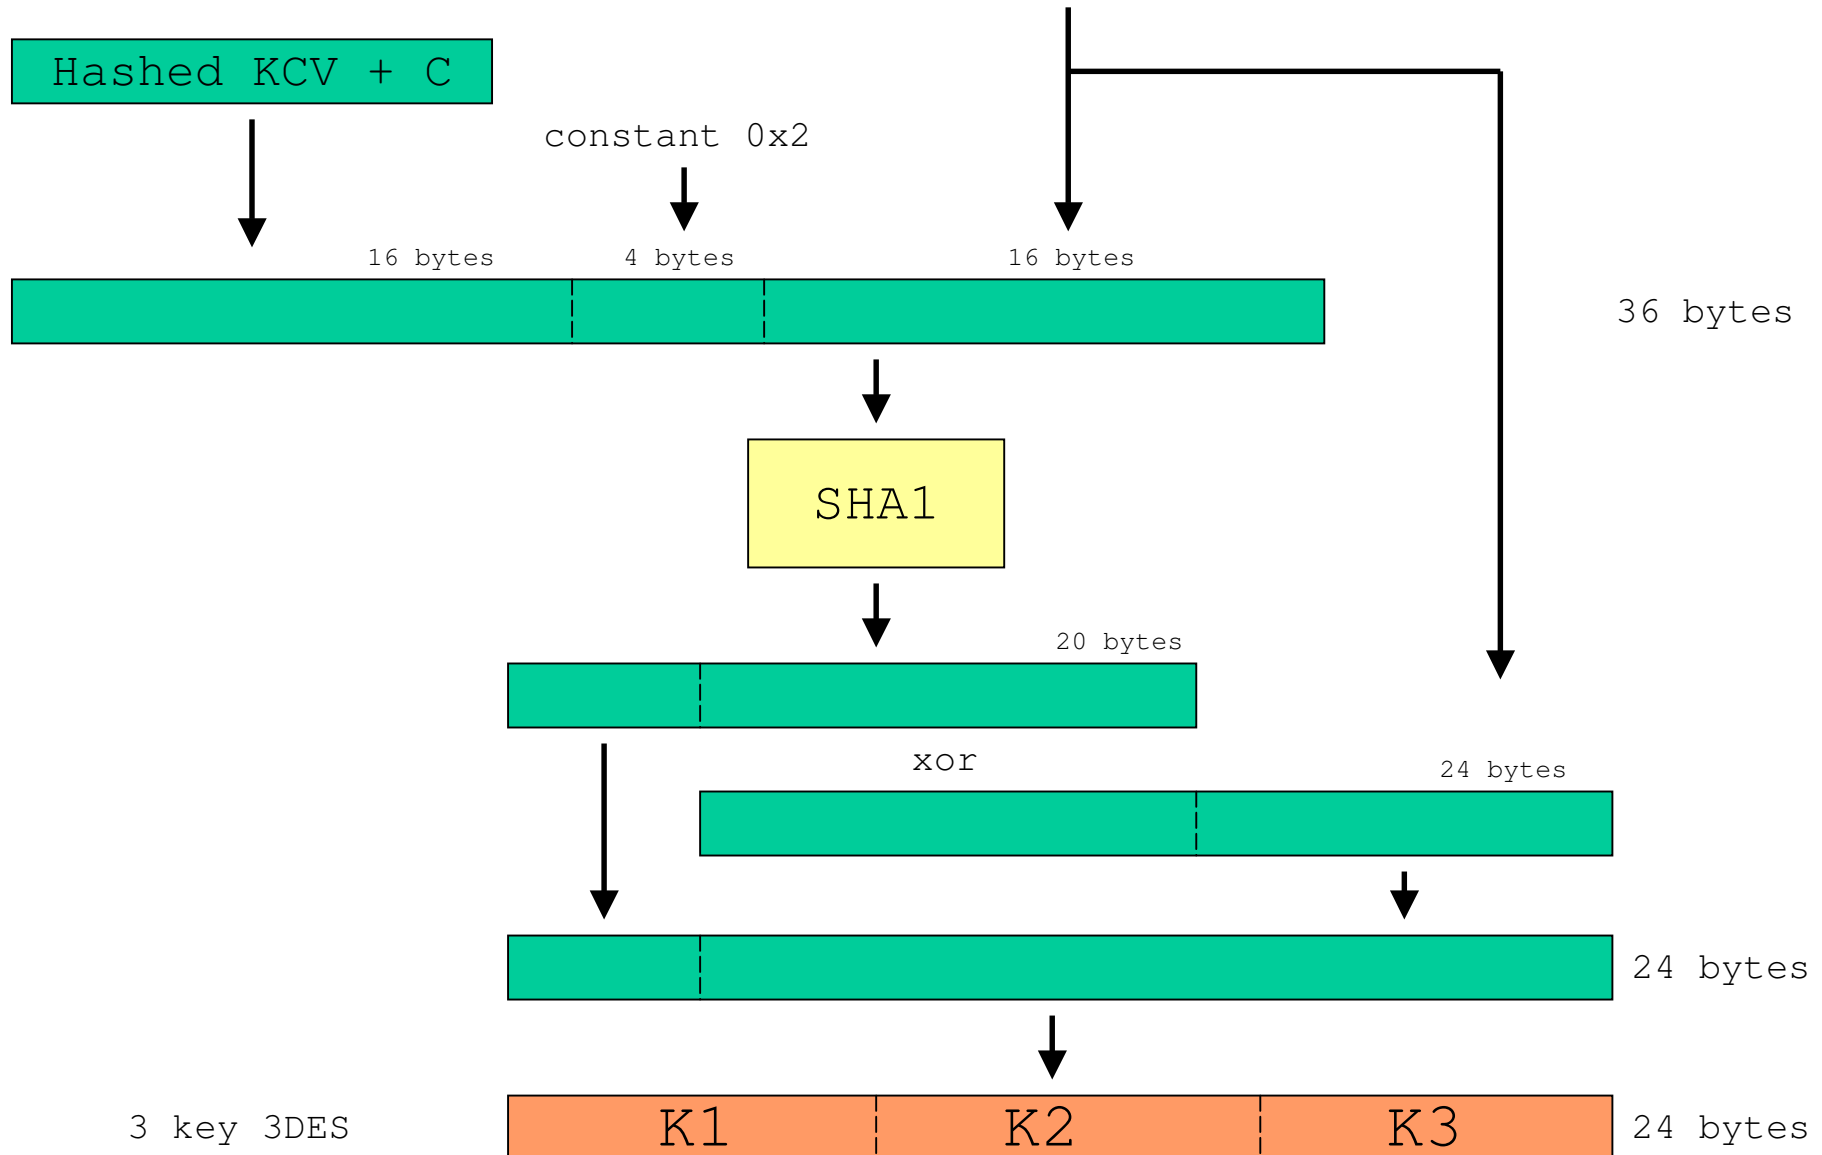 Hashed KCV + C
constant 0x2
16 bytes
4 bytes
16 bytes
36 bytes
SHA1
20 bytes
xor
24 bytes
24 bytes
3 key 3DES
K1
K2
K3
24 bytes